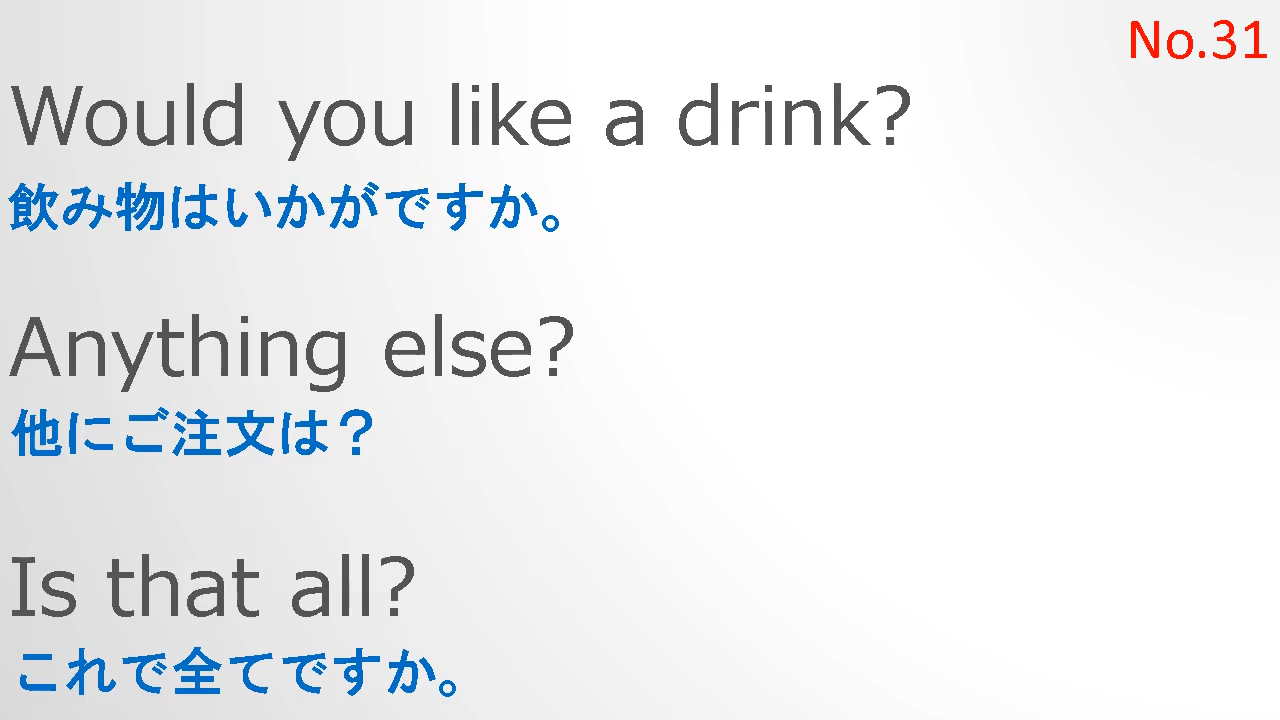 No.31
Would you like a drink?
飲み物はいかがですか。
Anything else?
他にご注文は？
Is that all?
これで全てですか。